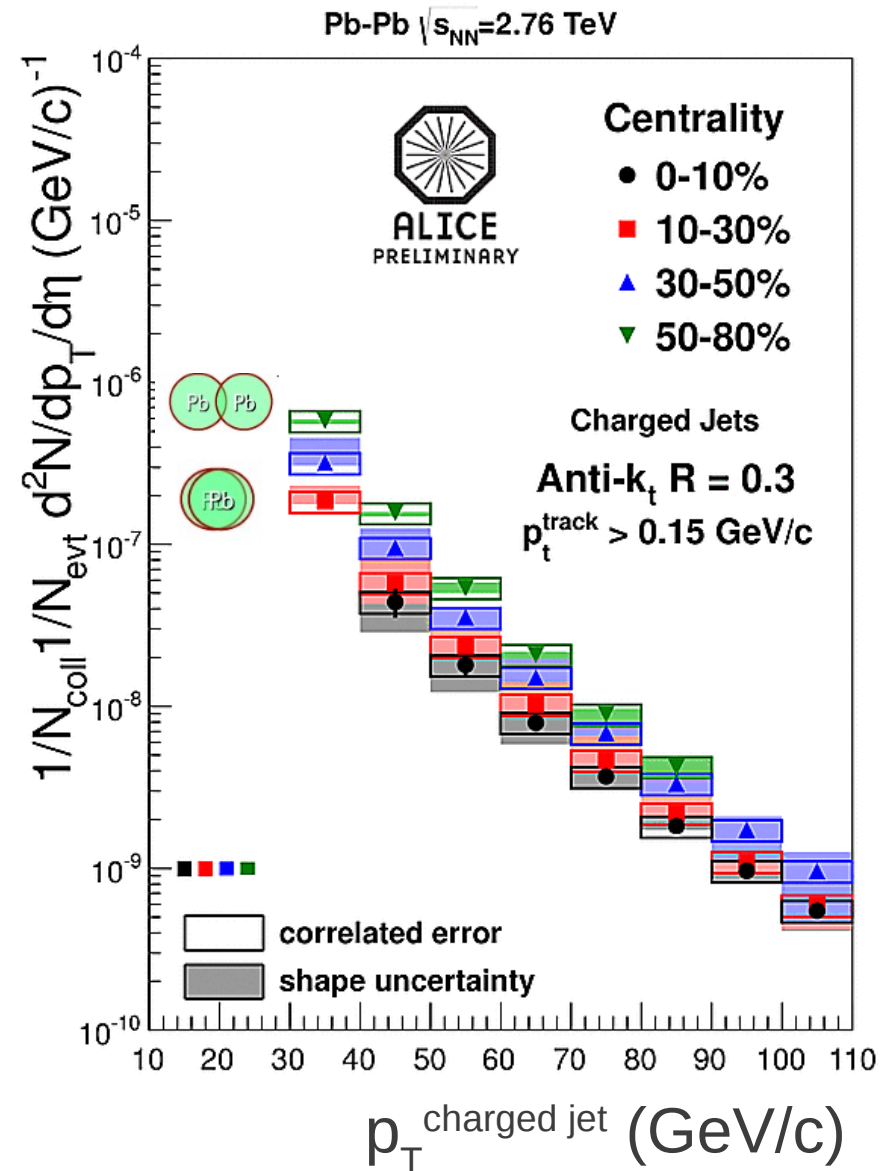 Pb-Pb √sNN=2.76 TeV
1/Ncoll 1/Nevt d²N/dpT/dη (GeV/c)⁻¹
10⁻⁴
10⁻⁵
10⁻⁶
10⁻⁷
10⁻⁸
10⁻⁹
10⁻¹⁰
ALICE
PRELIMINARY
Centrality
0-10%
10-30%
30-50%
50-80%
Pb Pb
Pb
Charged Jets
Anti-kt R = 0.3
pt track > 0.15 GeV/c
correlated error
shape uncertainty
10 20 30 40 50 60 70 80 90 100 110
pT charged jet (GeV/c)